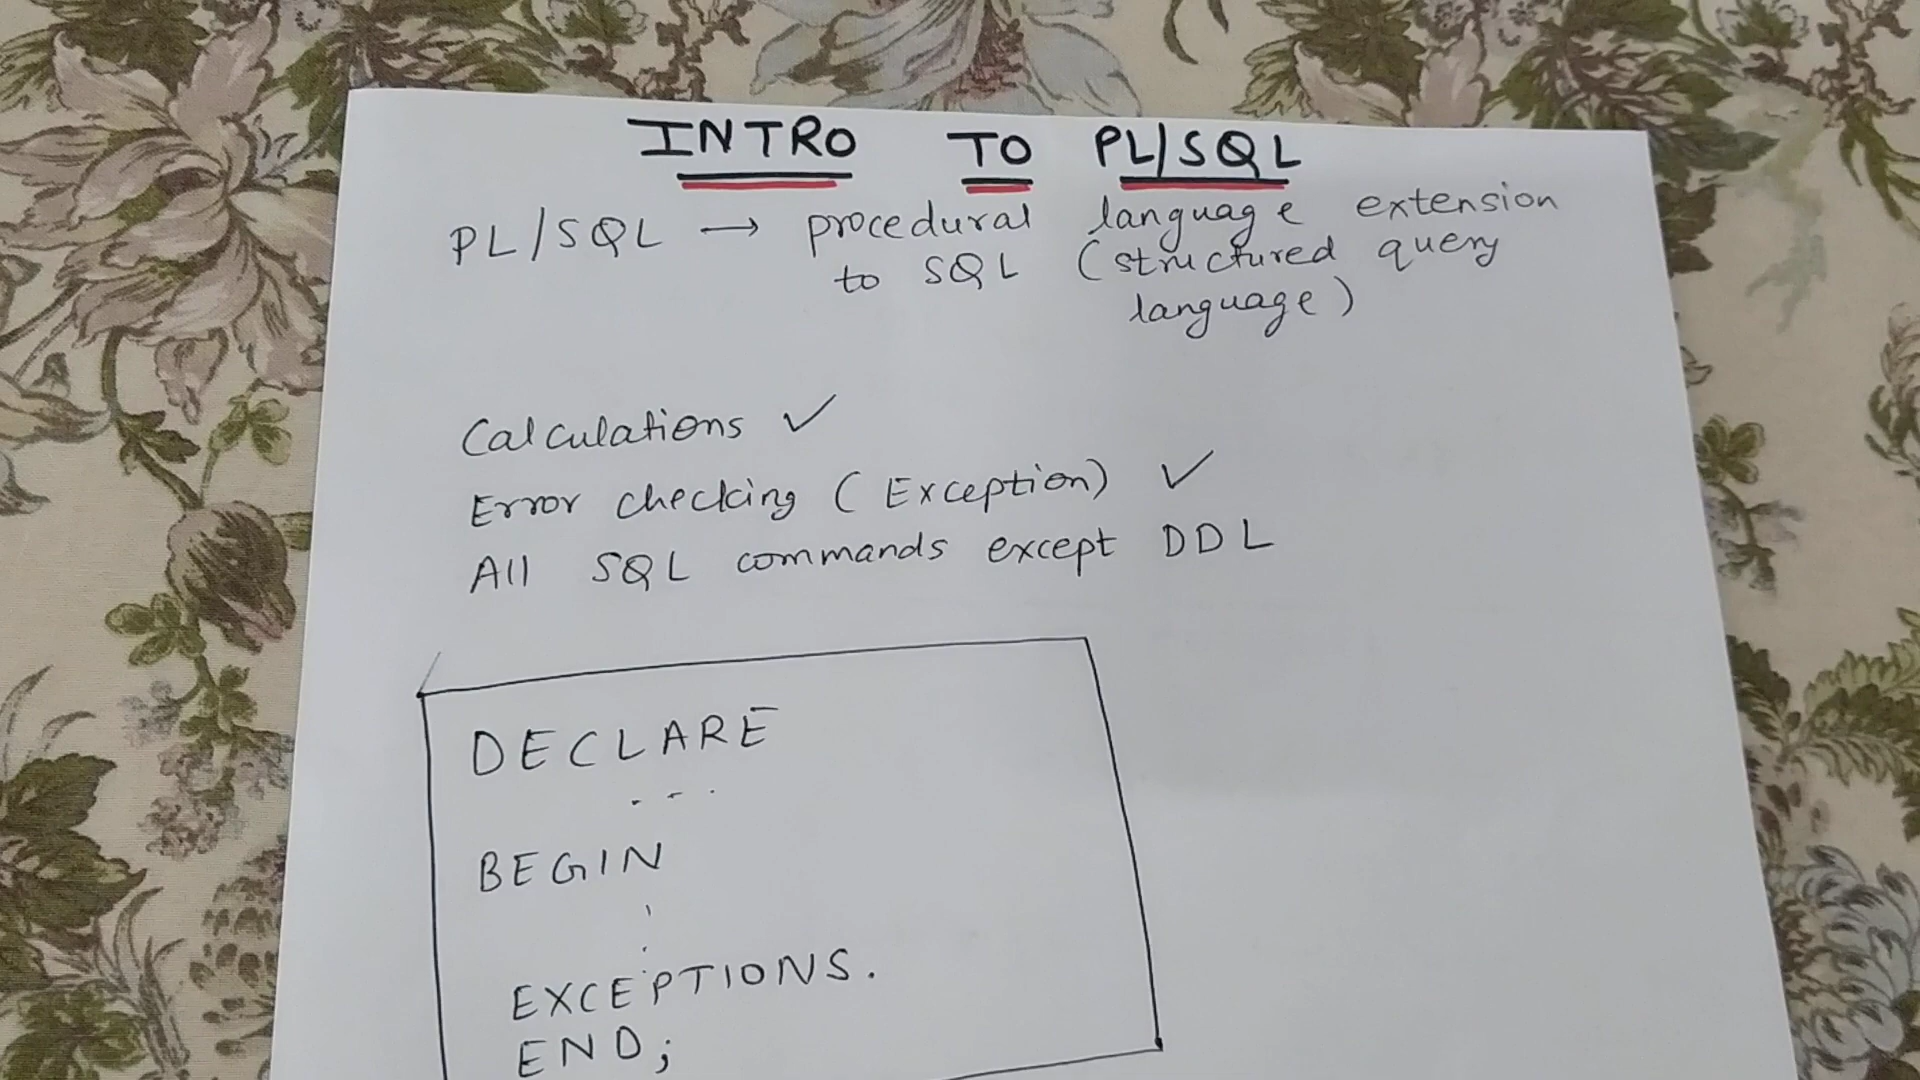 INTRO TO PL/SQL
PL/SQL → procedural language extension
to SQL (structured query
language)
Calculations ✓
Error checking (Exception) ✓
All SQL commands except DDL
DECLARE
...
BEGIN
EXCEPTIONS.
END;